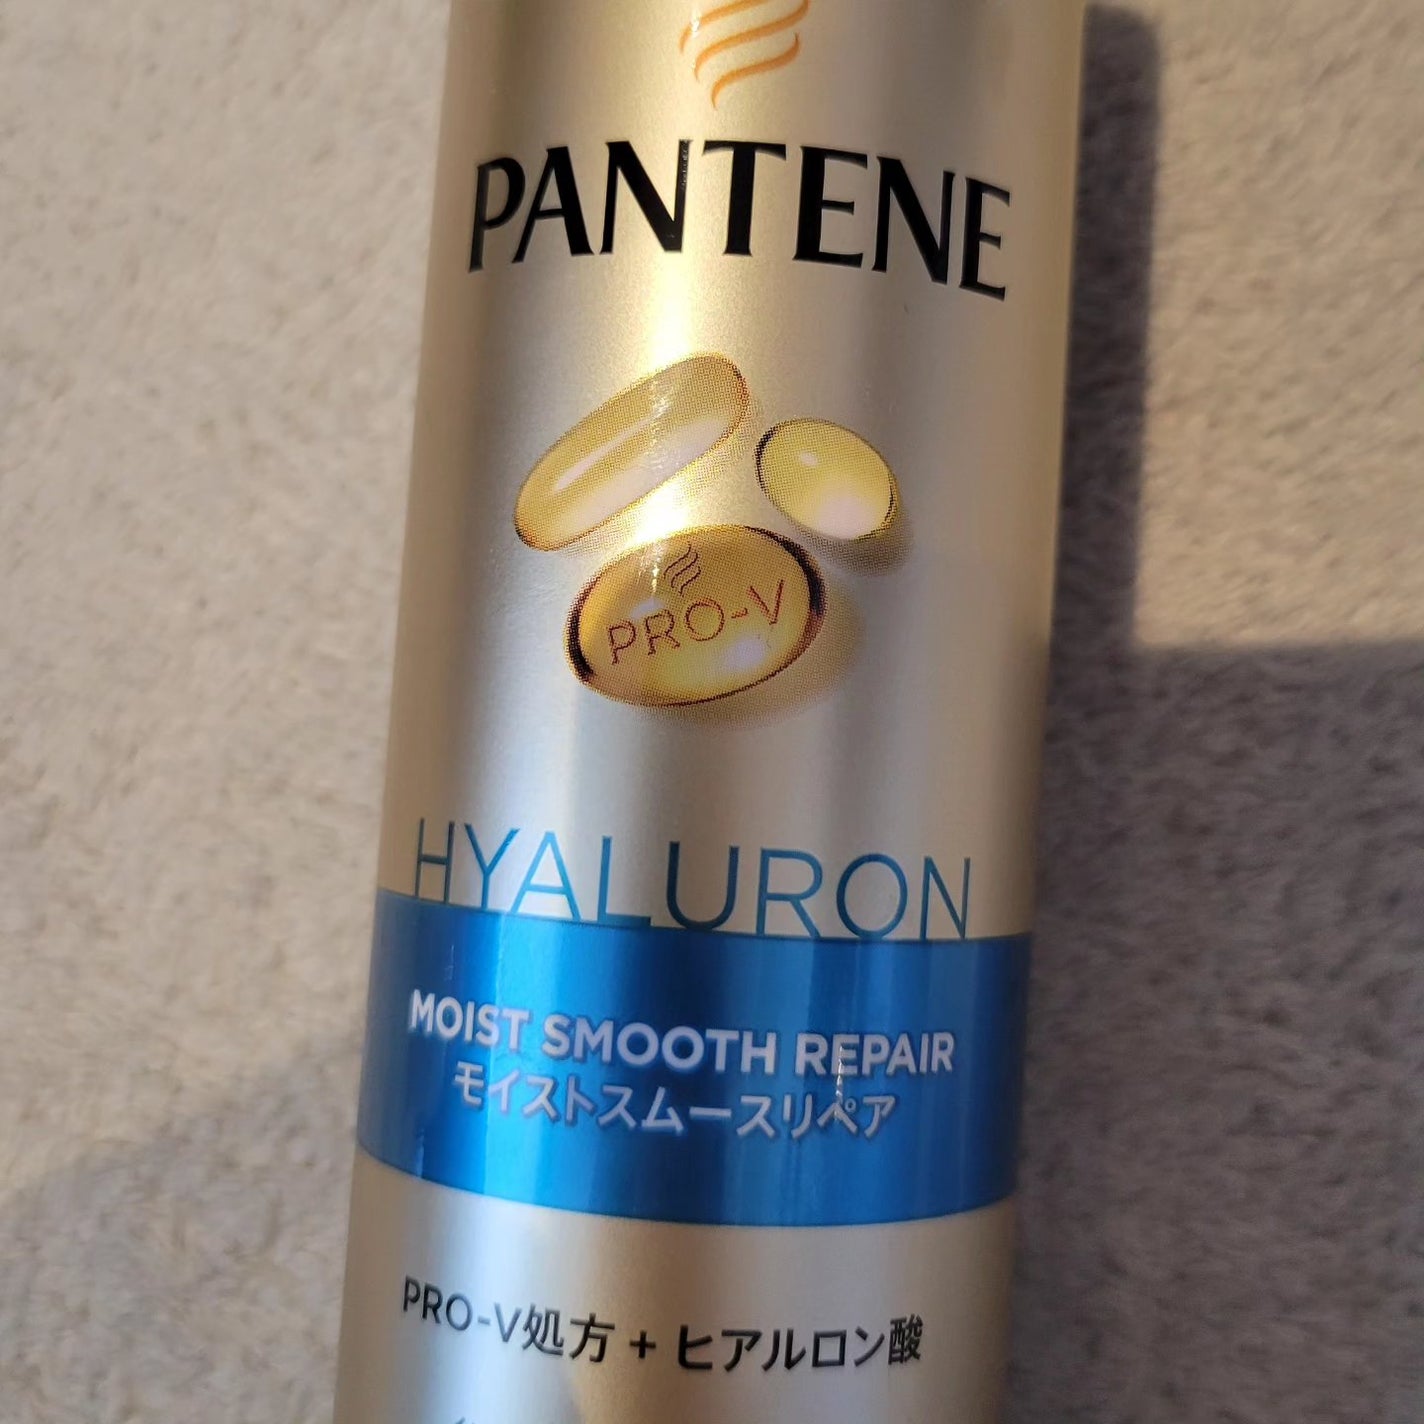 PANTENE
PRO-V
HYALURON
MOIST SMOOTH REPAIR
モイストスムースリペア
PRO-V処方 + ヒアルロン酸